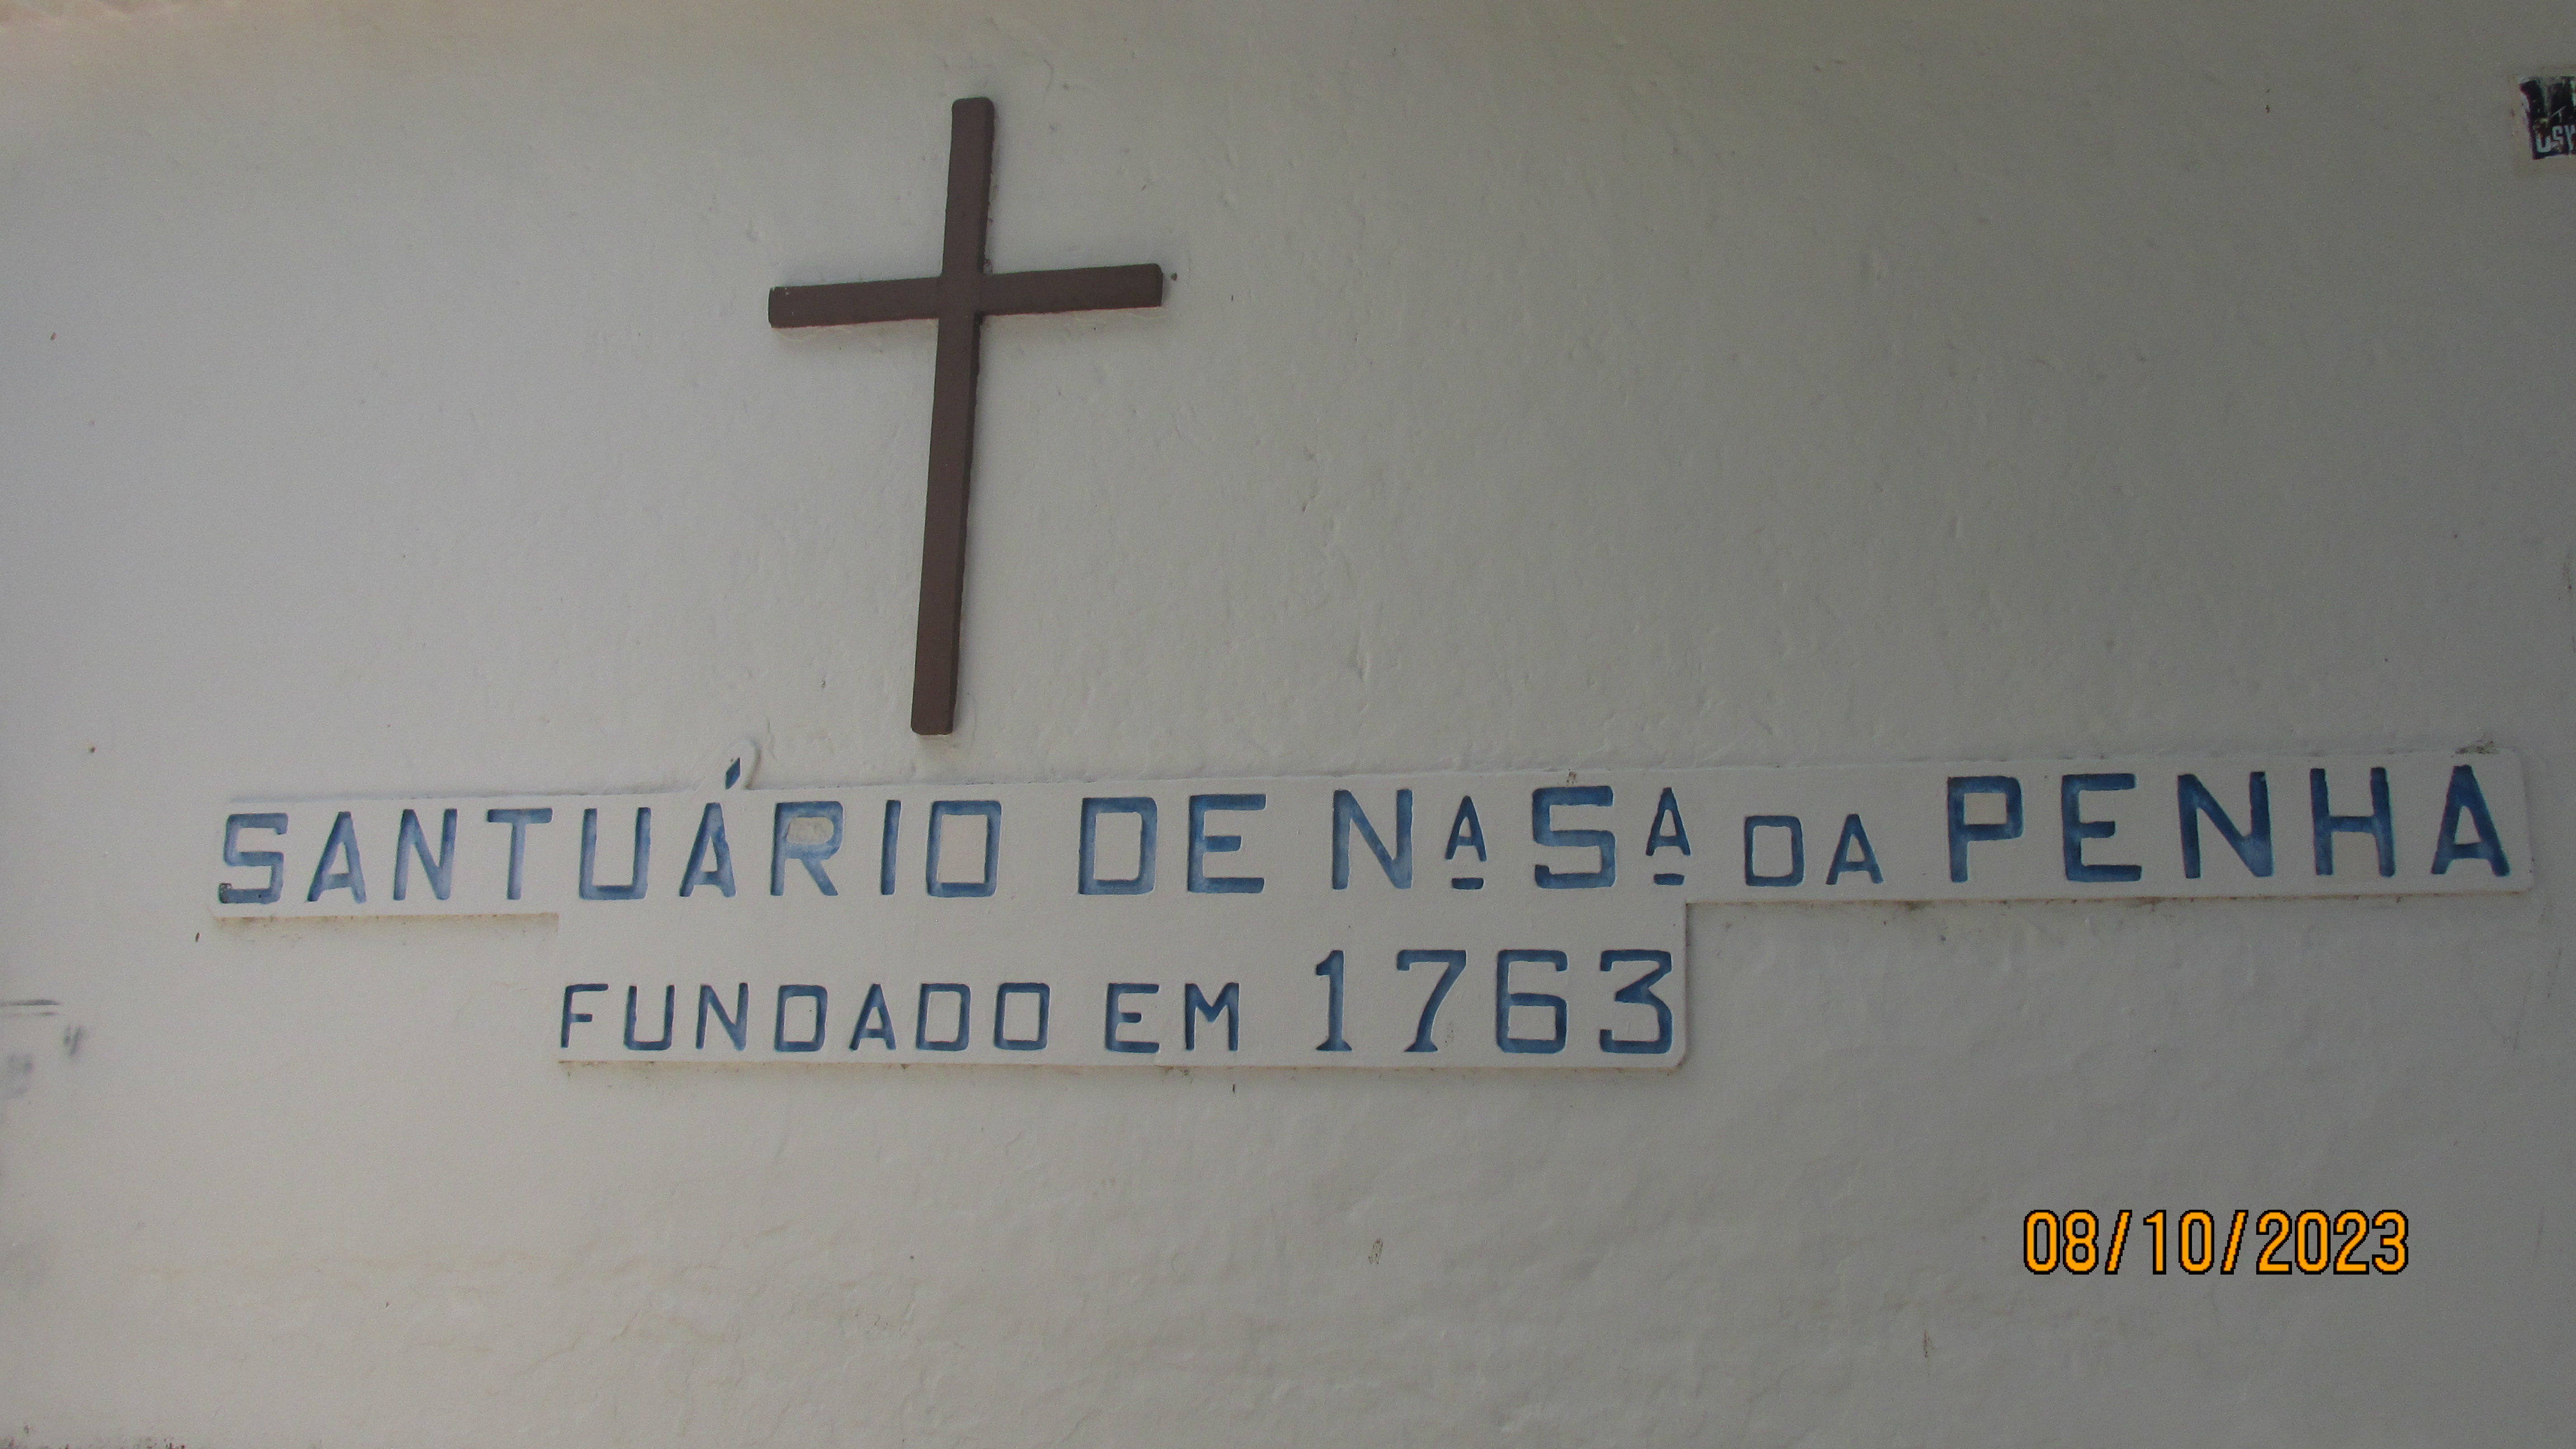 SANTUÁRIO DE Nª Sª DA PENHA
FUNDADO EM 1763
08/10/2023